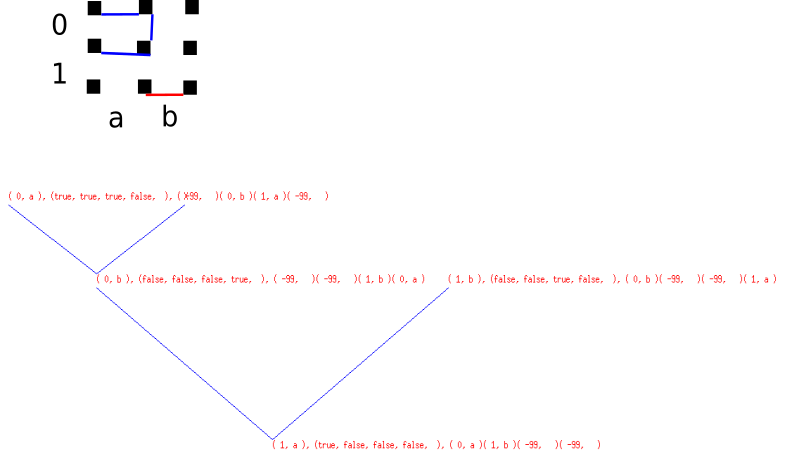 0
1
a b
( 0, a ), (true, true, true, false, ), ( -99, )( 0, b )( 1, a )( -99, )
( 0, b ), (false, false, false, true, ), ( -99, )( -99, )( 1, b )( 0, a ) ( 1, b ), (false, false, true, false, ), ( 0, b )( -99, )( -99, )( 1, a )
( 1, a ), (true, false, false, false, ), ( 0, a )( 1, b )( -99, )( -99, )